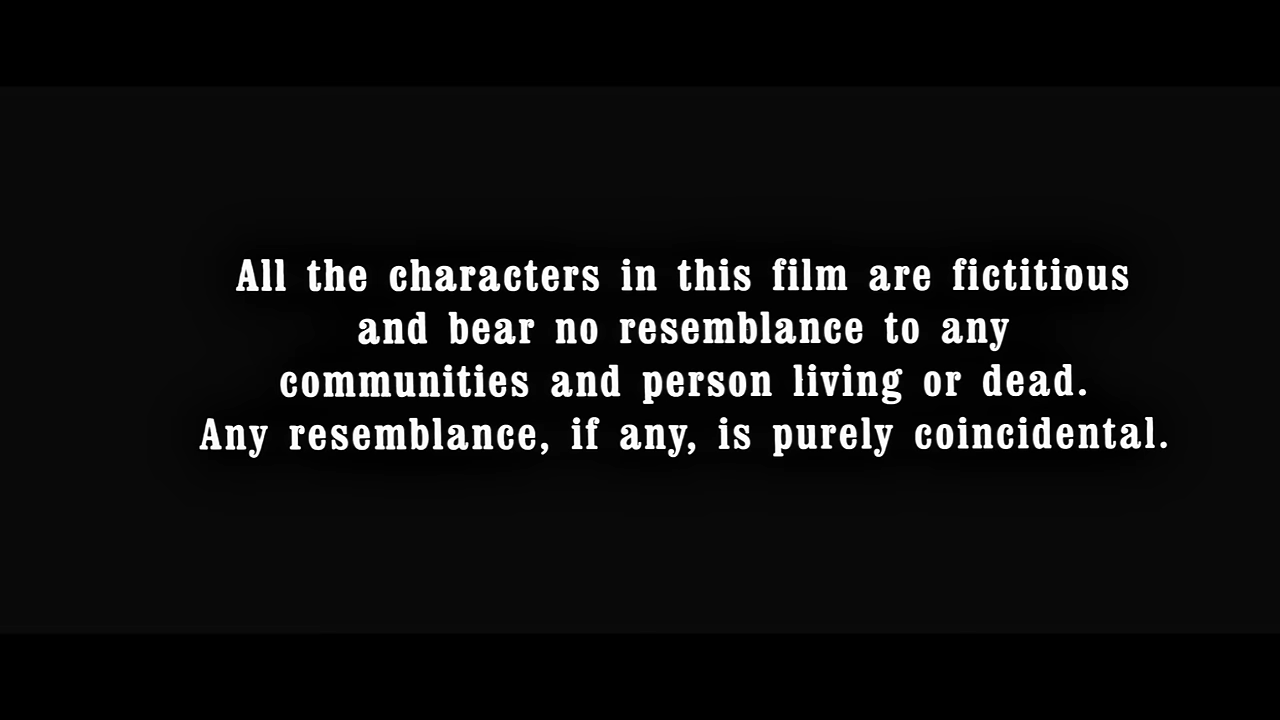 All the characters in this film are fictitious
and bear no resemblance to any
communities and person living or dead.
Any resemblance, if any, is purely coincidental.